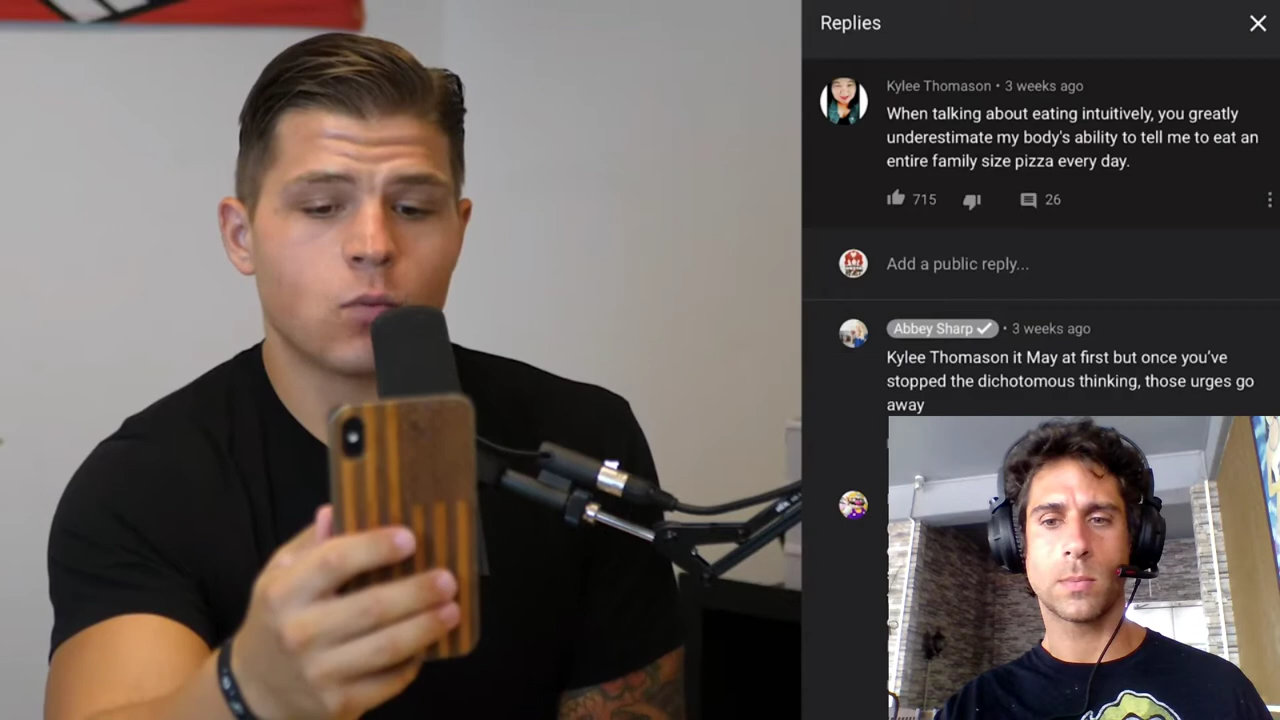 Replies
Kylee Thomason • 3 weeks ago
When talking about eating intuitively, you greatly
underestimate my body's ability to tell me to eat an
entire family size pizza every day.
715
26
Add a public reply...
Abbey Sharp • 3 weeks ago
Kylee Thomason it May at first but once you've
stopped the dichotomous thinking, those urges go
away